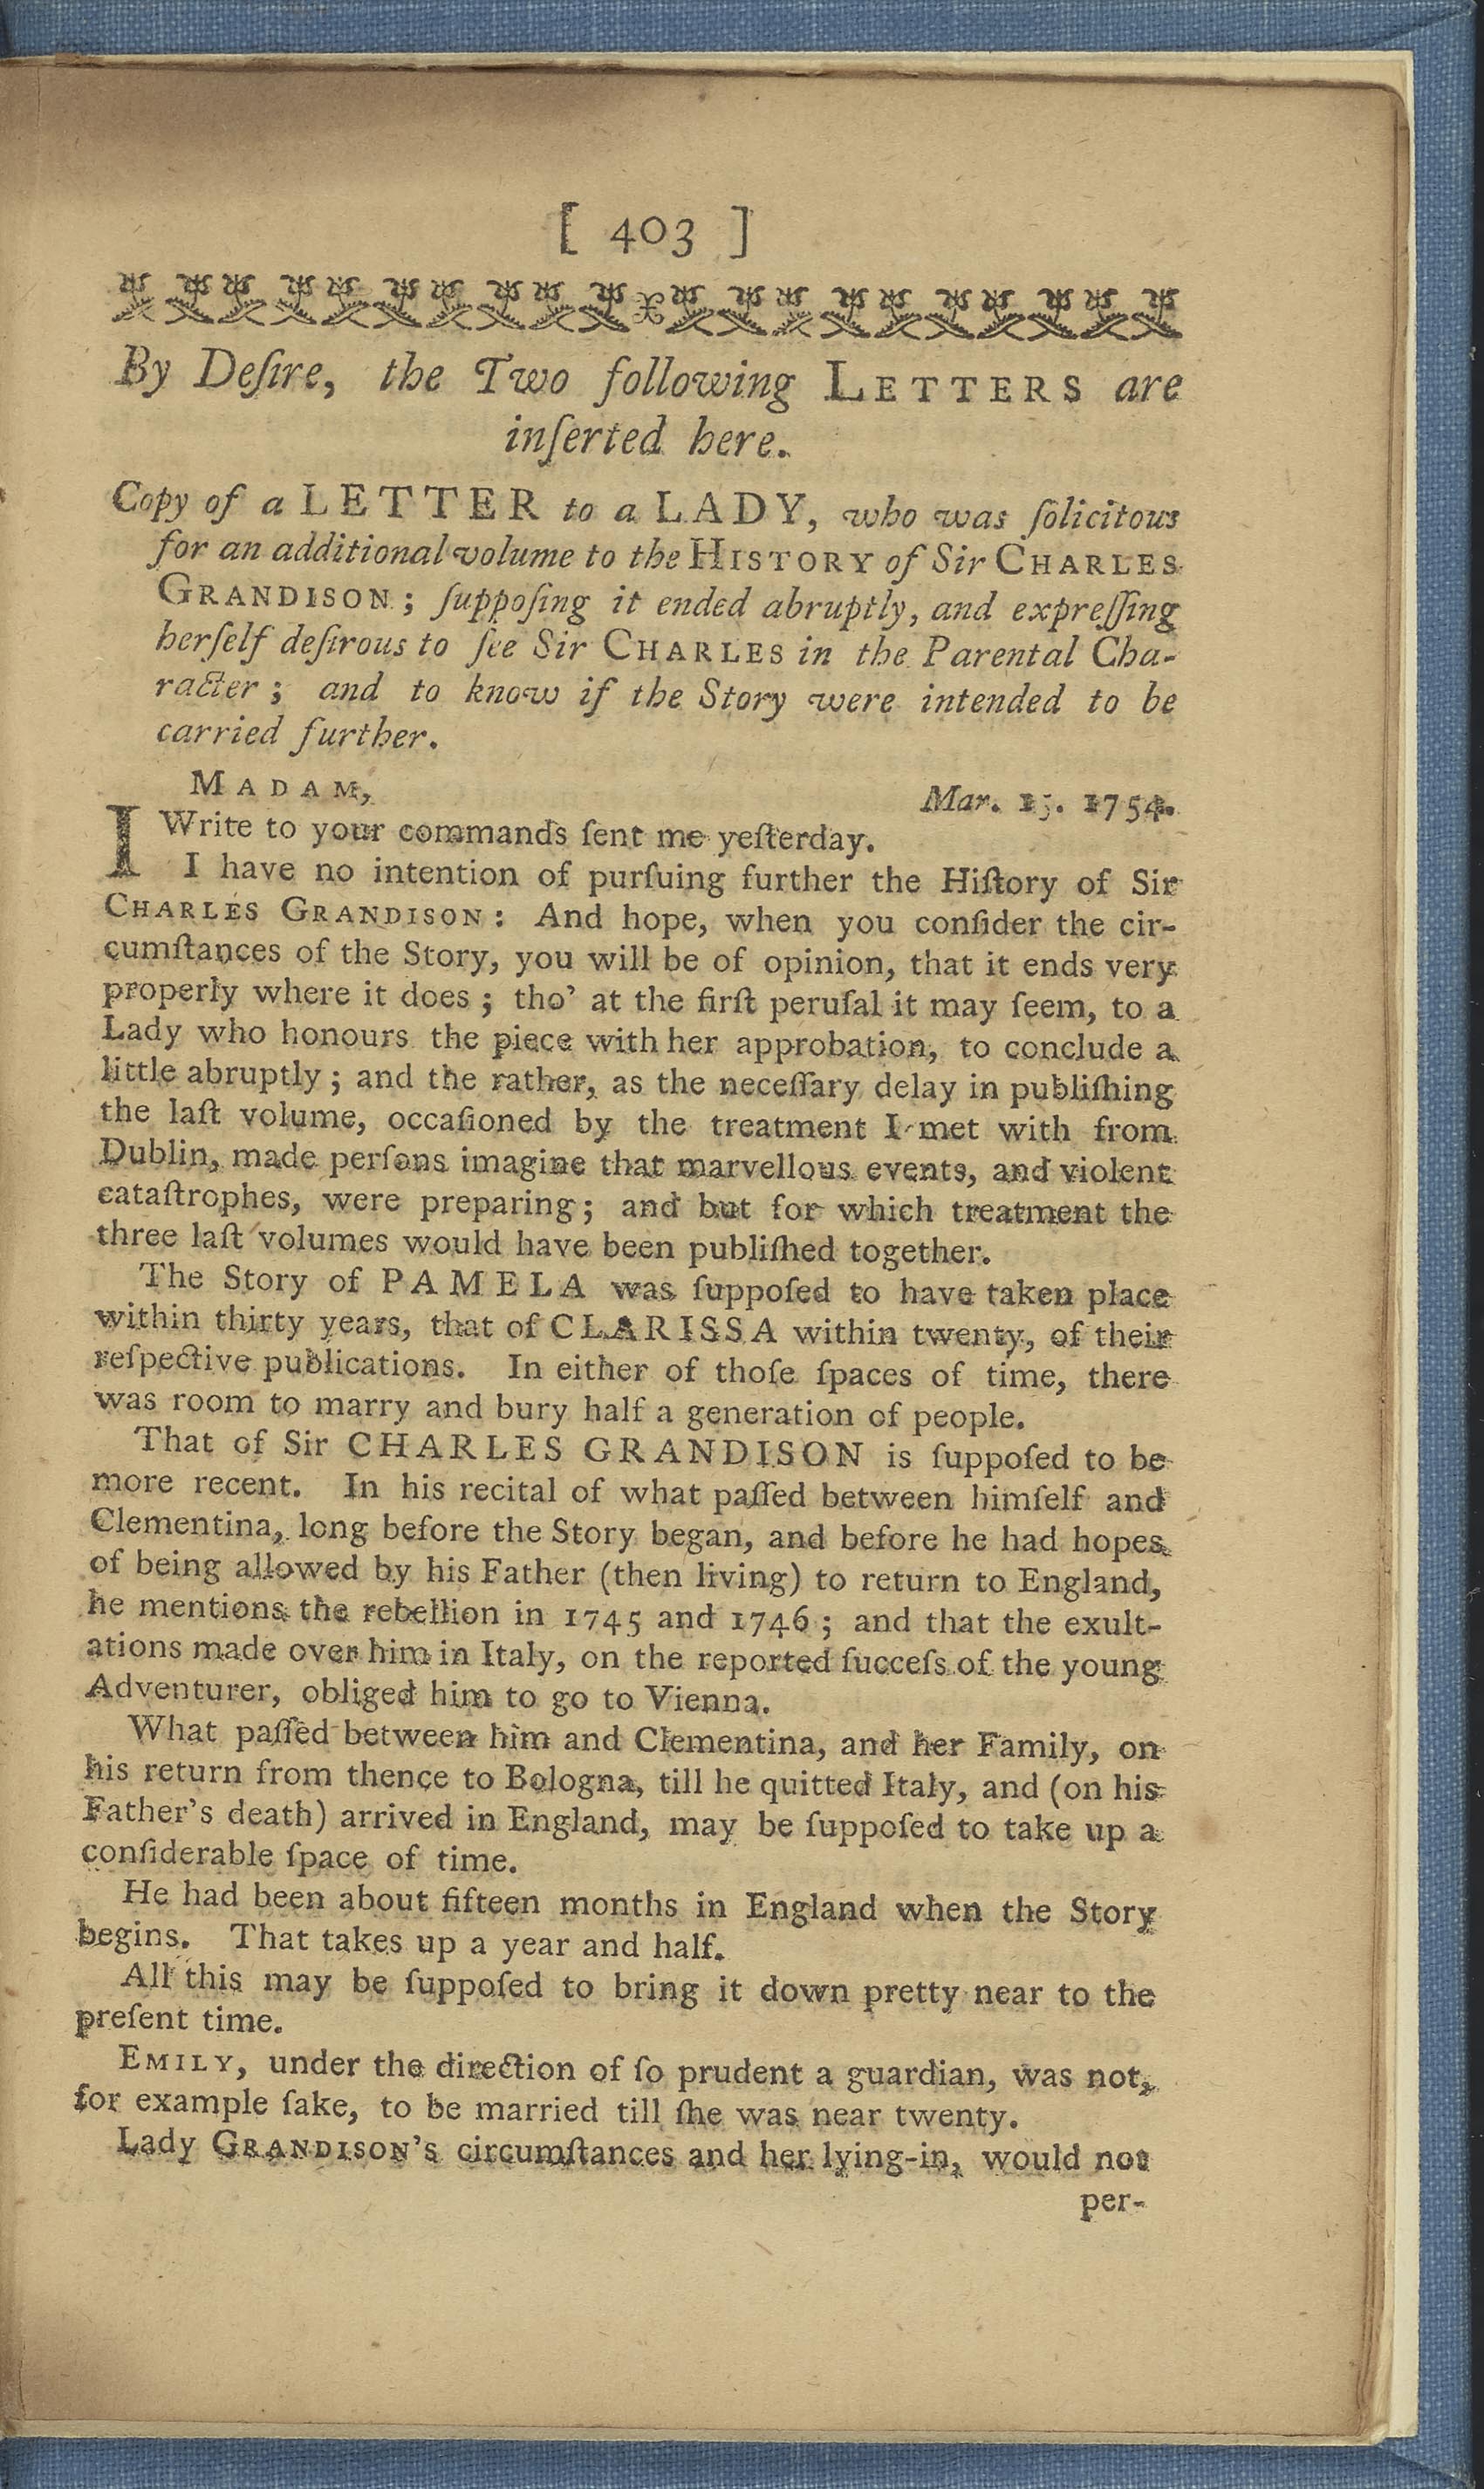 [ 403 ]
By Deſire, the Two following LETTERS are
inſerted here.
Copy of a LETTER to a LADY, who was ſolicitous
for an additional volume to the HISTORY of Sir CHARLES
GRANDISON; ſuppoſing it ended abruptly, and expreſſing
herſelf deſirous to ſee Sir CHARLES in the Parental Cha-
racter; and to know if the Story were intended to be
carried further.
MADAM,
Mar. 15. 1754.
I Write to your commands ſent me yeſterday.
I have no intention of purſuing further the Hiſtory of Sir
CHARLES GRANDISON: And hope, when you conſider the cir-
cumſtances of the Story, you will be of opinion, that it ends very
properly where it does; tho' at the firſt peruſal it may ſeem, to a
Lady who honours the piece with her approbation, to conclude a
little abruptly; and the rather, as the neceſſary delay in publiſhing
the laſt volume, occaſioned by the treatment I met with from
Dublin, made perſons imagine that marvellous events, and violent
cataſtrophes, were preparing; and but for which treatment the
three laſt volumes would have been publiſhed together.
The Story of PAMELA was ſuppoſed to have taken place
within thirty years, that of CLARISSA within twenty, of their
reſpective publications. In either of thoſe ſpaces of time, there
was room to marry and bury half a generation of people.
That of Sir CHARLES GRANDISON is ſuppoſed to be
more recent. In his recital of what paſſed between himſelf and
Clementina, long before the Story began, and before he had hopes
of being allowed by his Father (then living) to return to England,
he mentions the rebellion in 1745 and 1746; and that the exult-
ations made over him in Italy, on the reported ſucceſs of the young
Adventurer, obliged him to go to Vienna.
What paſſed between him and Clementina, and her Family, on
his return from thence to Bologna, till he quitted Italy, and (on his
Father's death) arrived in England, may be ſuppoſed to take up a
conſiderable ſpace of time.
He had been about fifteen months in England when the Story
begins. That takes up a year and half.
All this may be ſuppoſed to bring it down pretty near to the
preſent time.
EMILY, under the direction of ſo prudent a guardian, was not,
for example ſake, to be married till ſhe was near twenty.
Lady GRANDISON's circumſtances and her lying-in, would not
per-